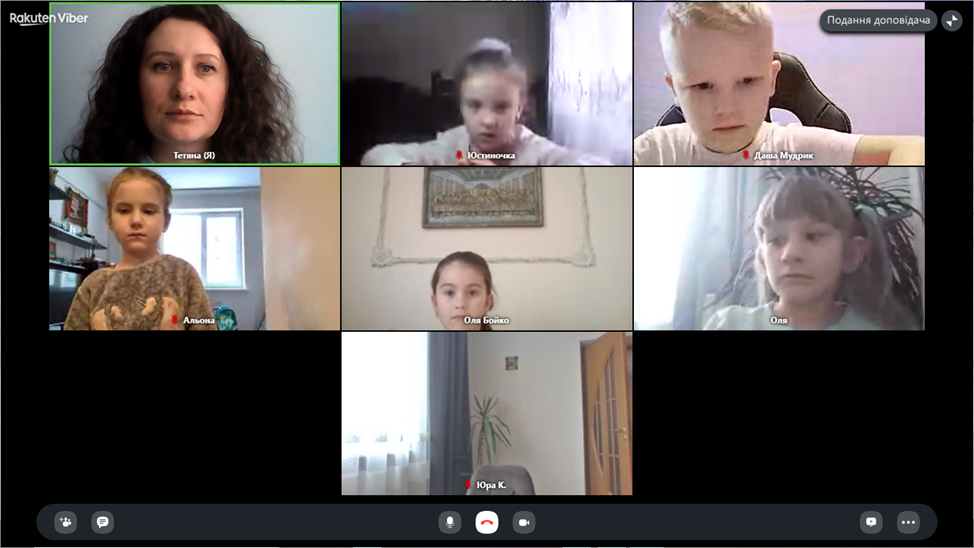 Rakuten Viber
Подання доповідача
Тетяна (Я)
Юстиночка
Даша Мудрик
Альона
Оля Бойко
Оля
Юра К.